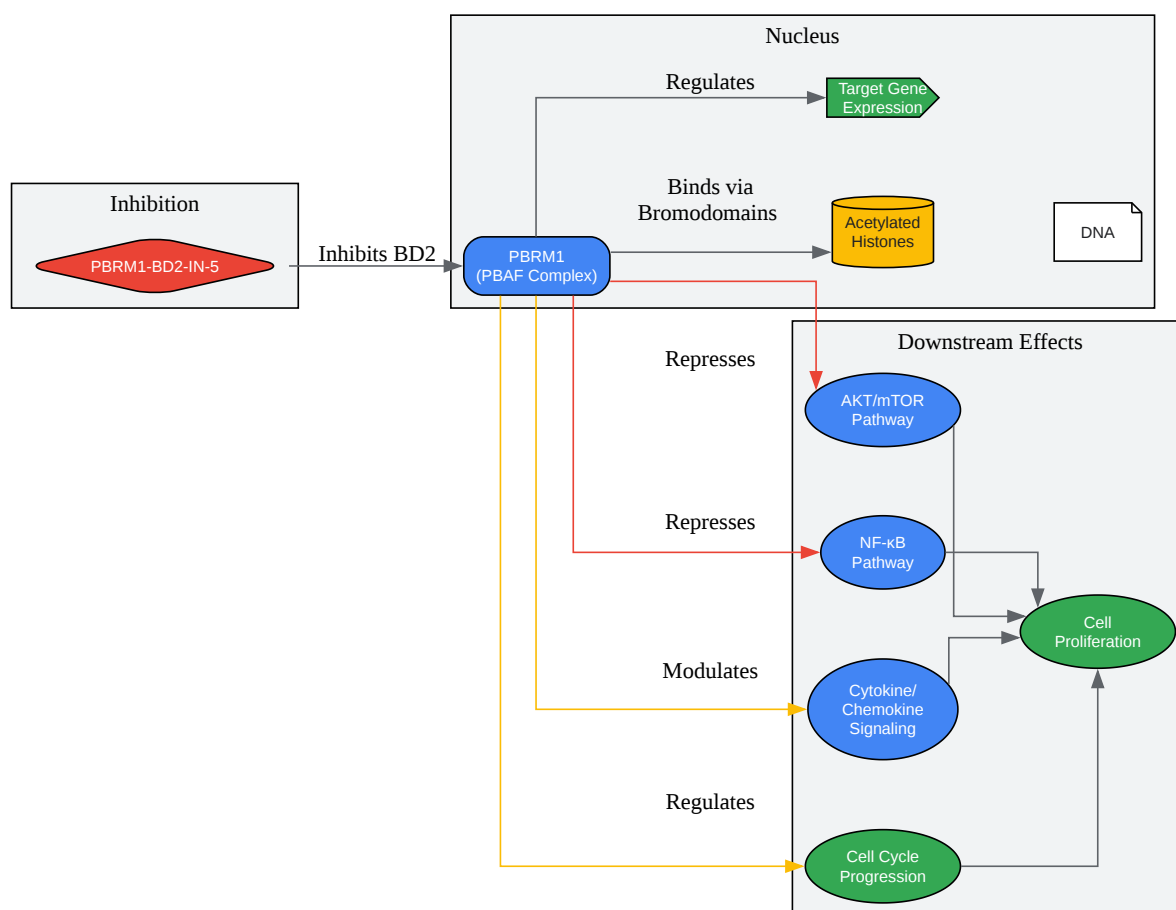 Nucleus
Regulates
Target Gene
Expression
Inhibition
PBRM1-BD2-IN-5
Inhibits BD2
PBRM1
(PBAF Complex)
Binds via
Bromodomains
Acetylated
Histones
DNA
Downstream Effects
Represses
AKT/mTOR
Pathway
Represses
NF-κB
Pathway
Cell
Proliferation
Modulates
Cytokine/
Chemokine
Signaling
Regulates
Cell Cycle
Progression